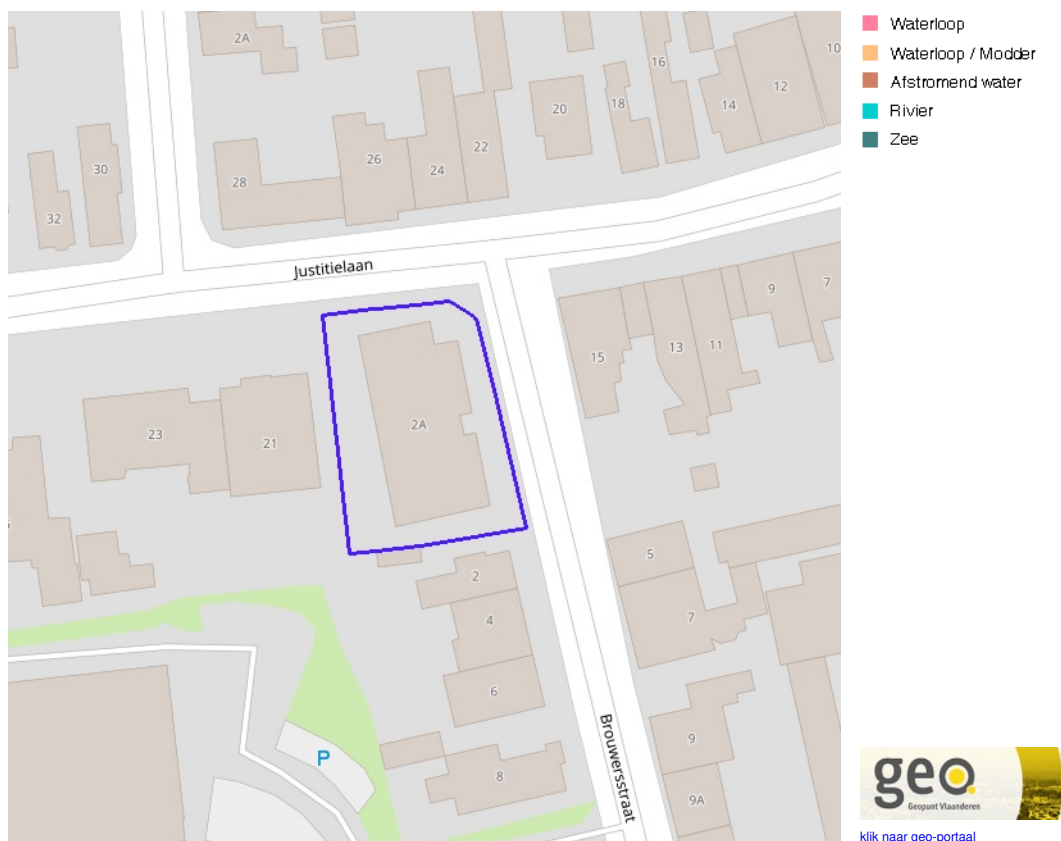 2A
10
16
12
14
20
18
22
26
24
30
28
32
Justitielaan
9
7
15
13
11
2A
23
21
5
2
7
4
6
Brouwersstraat
9
P
8
9A
Waterloop
Waterloop / Modder
Afstromend water
Rivier
Zee
geo
Geopunt Vlaanderen
klik naar geo-portaal